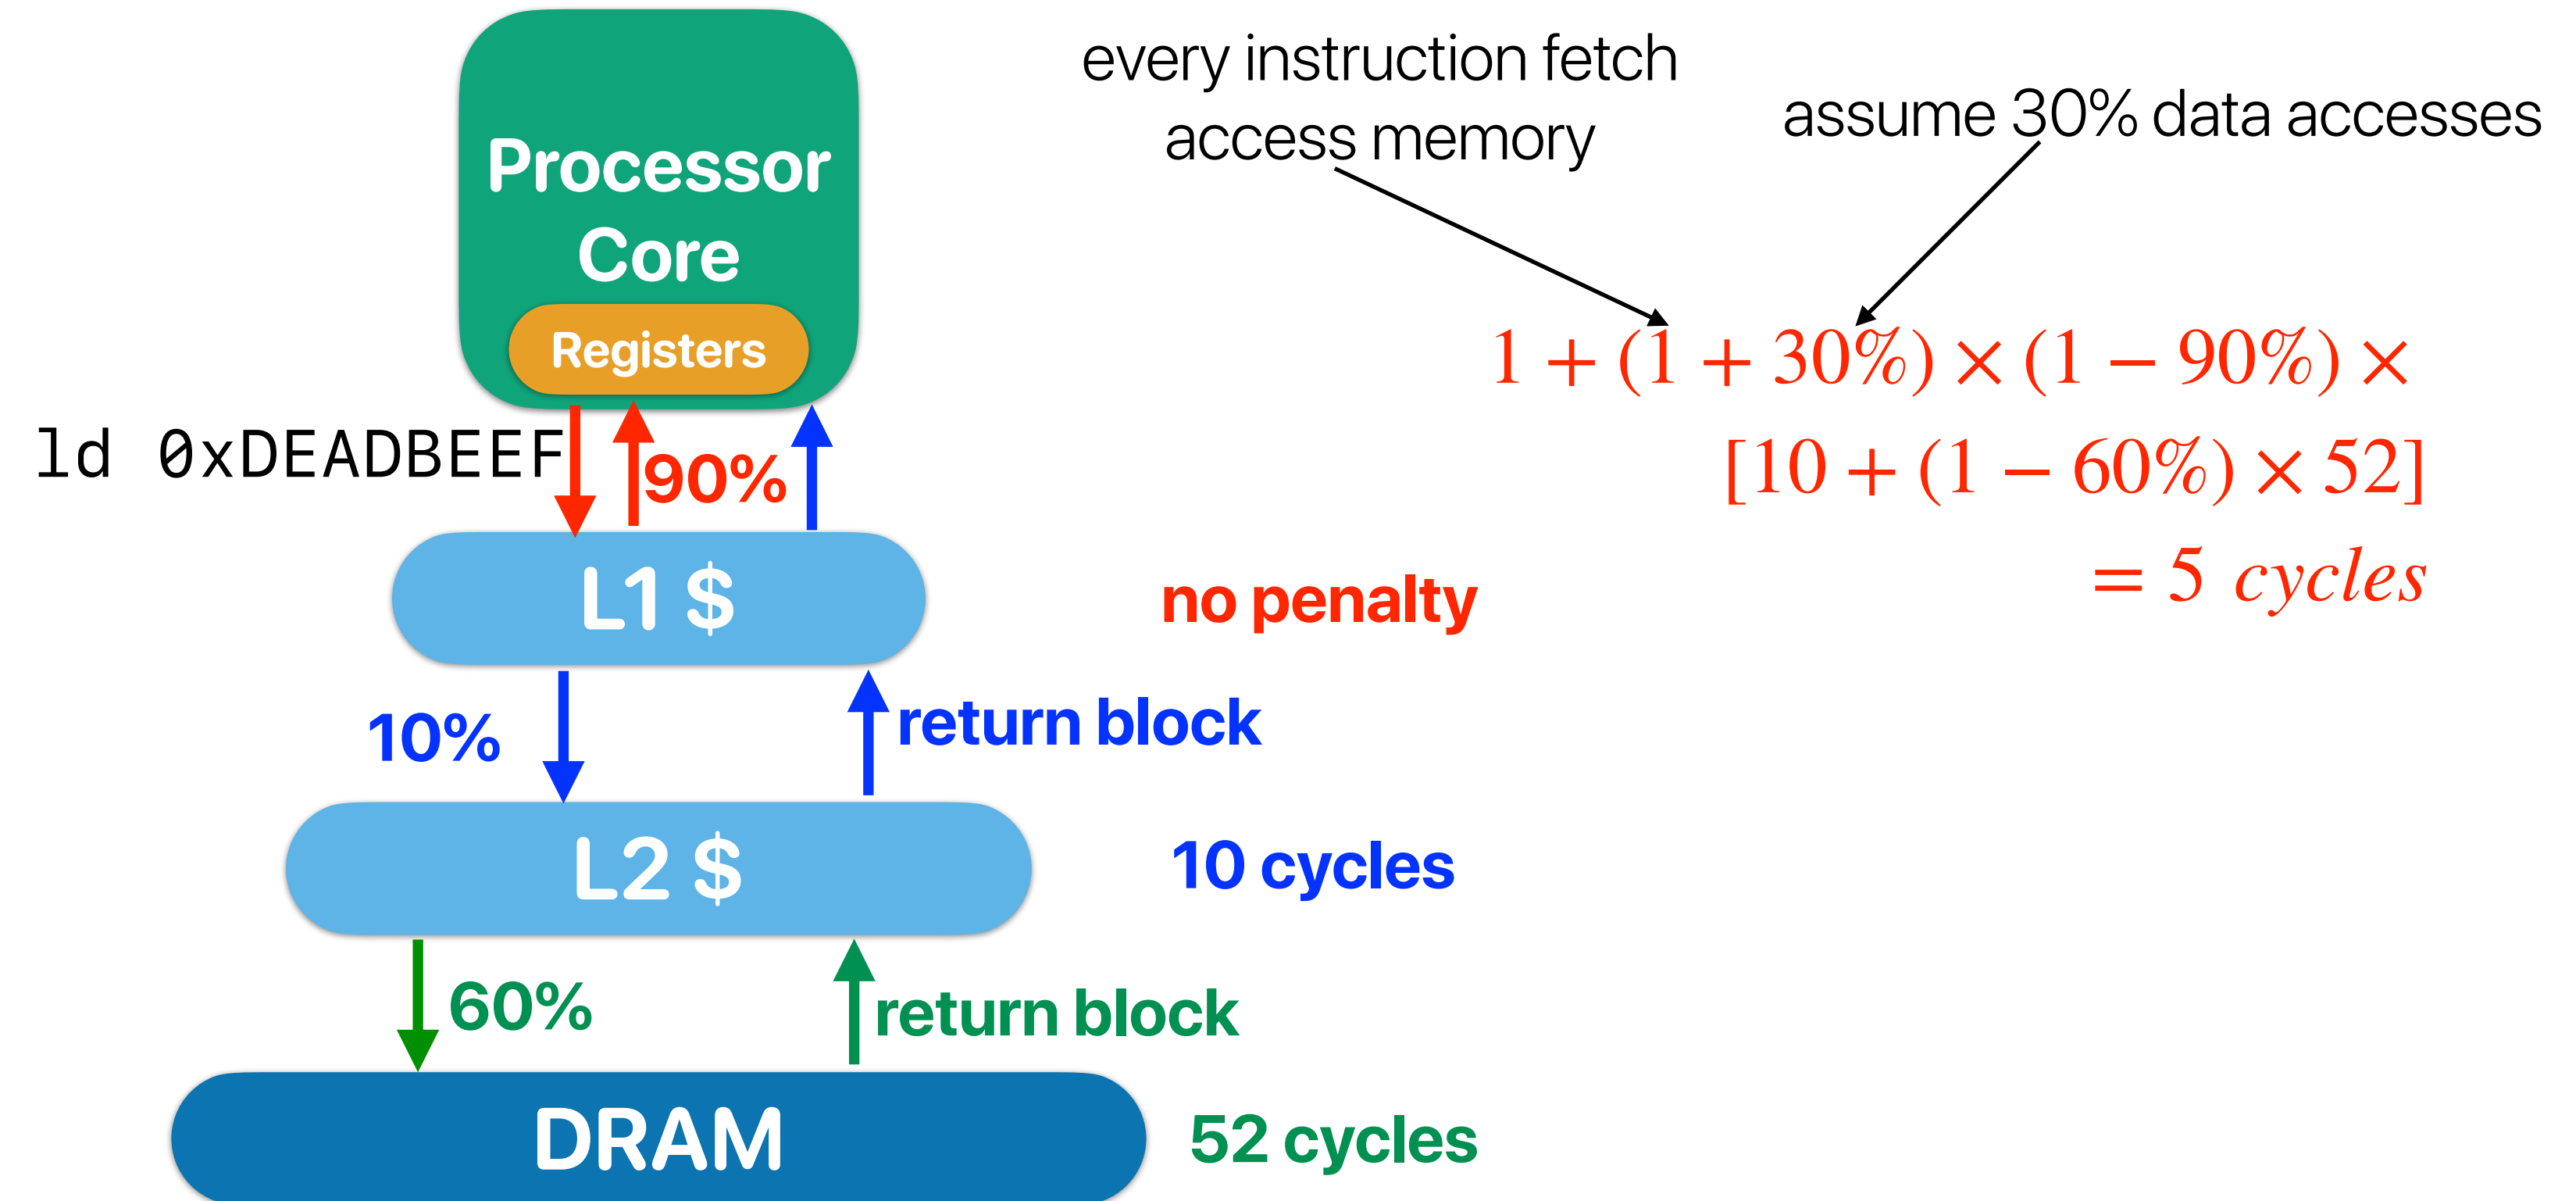 every instruction fetch
access memory
assume 30% data accesses
Processor
Core
Registers
1 + (1 + 30%) × (1 − 90%) ×
[10 + (1 − 60%) × 52]
= 5 cycles
ld 0xDEADBEEF
90%
L1 $
no penalty
10%
return block
L2 $
10 cycles
60%
return block
DRAM
52 cycles